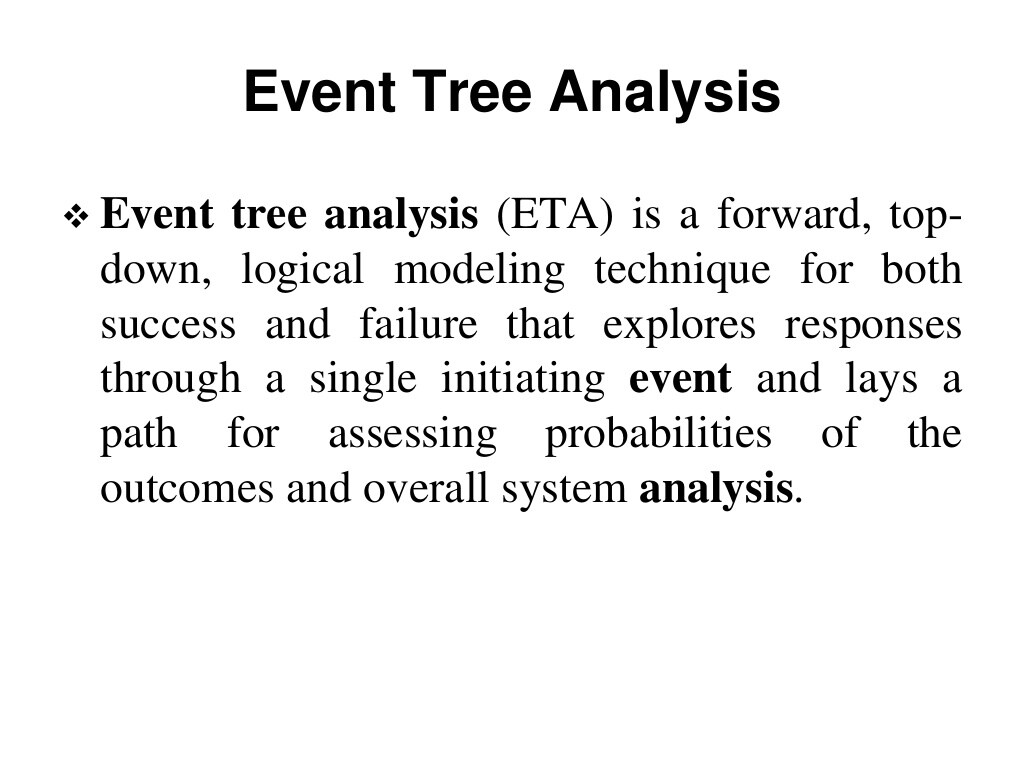 Event Tree Analysis
❖ Event tree analysis (ETA) is a forward, top-
down, logical modeling technique for both
success and failure that explores responses
through a single initiating event and lays a
path for assessing probabilities of the
outcomes and overall system analysis.